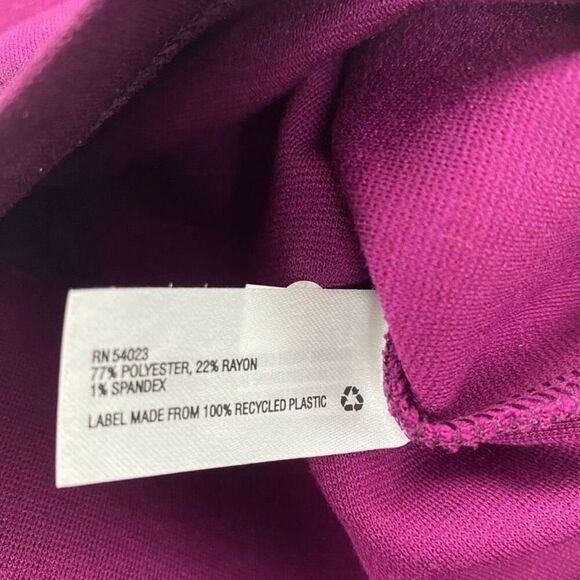 RN 54023
77% POLYESTER, 22% RAYON
1% SPANDEX
LABEL MADE FROM 100% RECYCLED PLASTIC